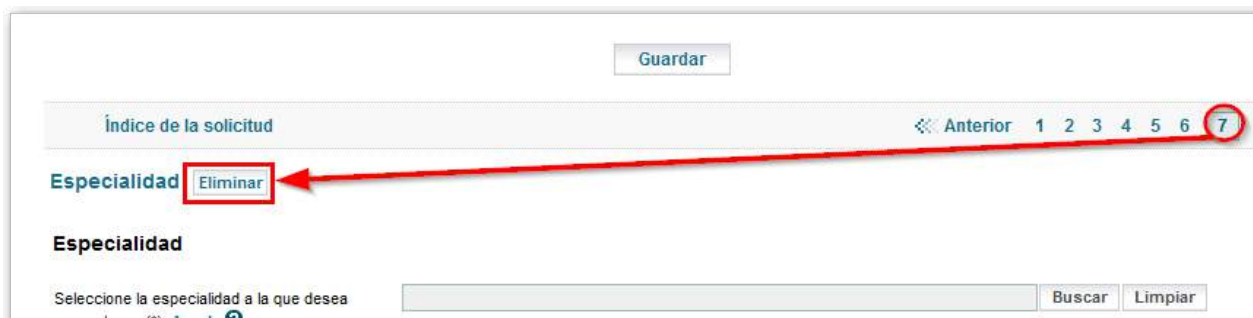 Guardar
Índice de la solicitud
Anterior 1 2 3 4 5 6 7
Especialidad Eliminar
Especialidad
Seleccione la especialidad a la que desea
Buscar Limpiar